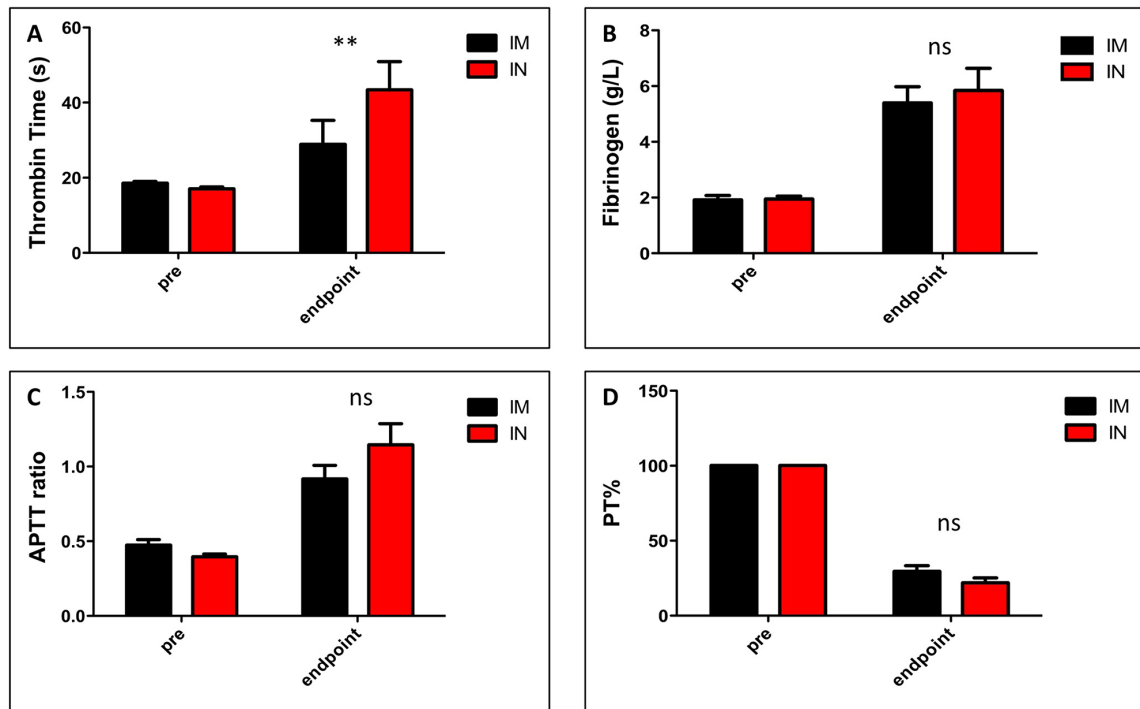 A
Thrombin Time (s)
60
40
20
0
**
pre
endpoint
IM
IN
B
Fibrinogen (g/L)
8
6
4
2
0
ns
pre
endpoint
IM
IN
C
APTT ratio
1.5
1.0
0.5
0.0
ns
pre
endpoint
IM
IN
D
PT%
150
100
50
0
ns
pre
endpoint
IM
IN